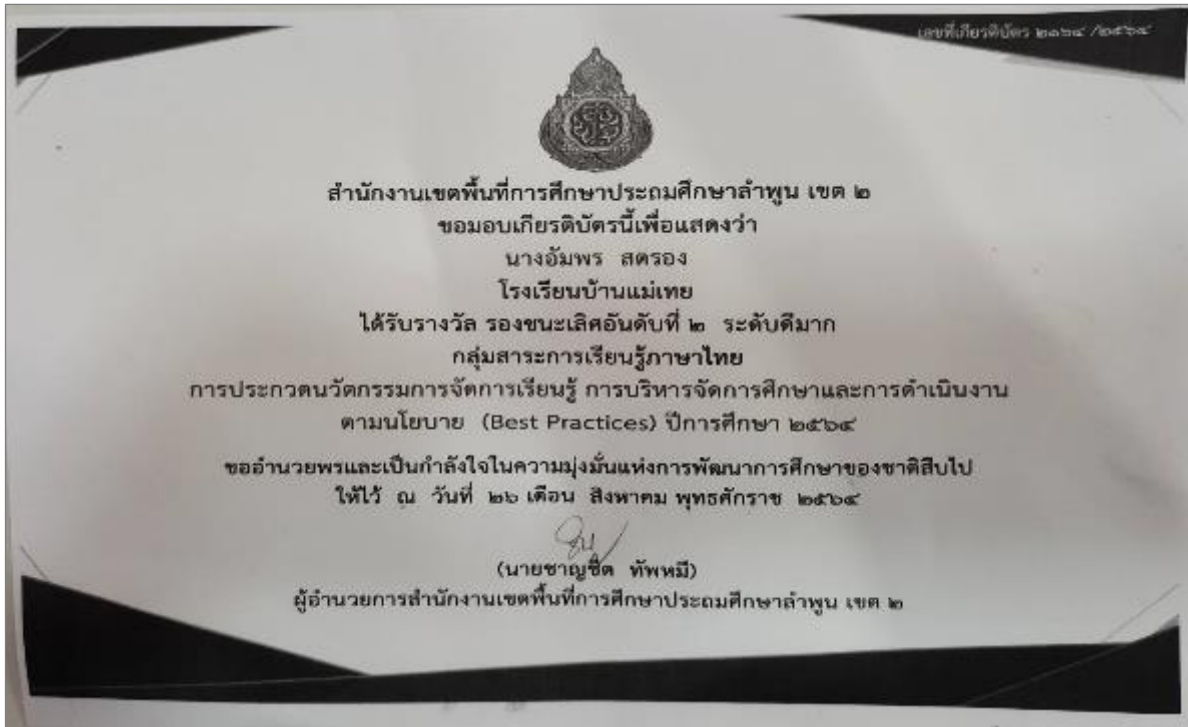 เลขที่เกียรติบัตร ๒๑๖๔ /๒๕๖๔
สำนักงานเขตพื้นที่การศึกษาประถมศึกษาลำพูน เขต ๒
ขอมอบเกียรติบัตรนี้เพื่อแสดงว่า
นางอัมพร สตรอง
โรงเรียนบ้านแม่เทย
ได้รับรางวัล รองชนะเลิศอันดับที่ ๒ ระดับดีมาก
กลุ่มสาระการเรียนรู้ภาษาไทย
การประกวดนวัตกรรมการจัดการเรียนรู้ การบริหารจัดการศึกษาและการดำเนินงาน
ตามนโยบาย (Best Practices) ปีการศึกษา ๒๕๖๔
ขออำนวยพรและเป็นกำลังใจในความมุ่งมั่นแห่งการพัฒนาการศึกษาของชาติสืบไป
ให้ไว้ ณ วันที่ ๒๖ เดือน สิงหาคม พุทธศักราช ๒๕๖๔
(นายชาญชิต ทัพหมี)
ผู้อำนวยการสำนักงานเขตพื้นที่การศึกษาประถมศึกษาลำพูน เขต ๒